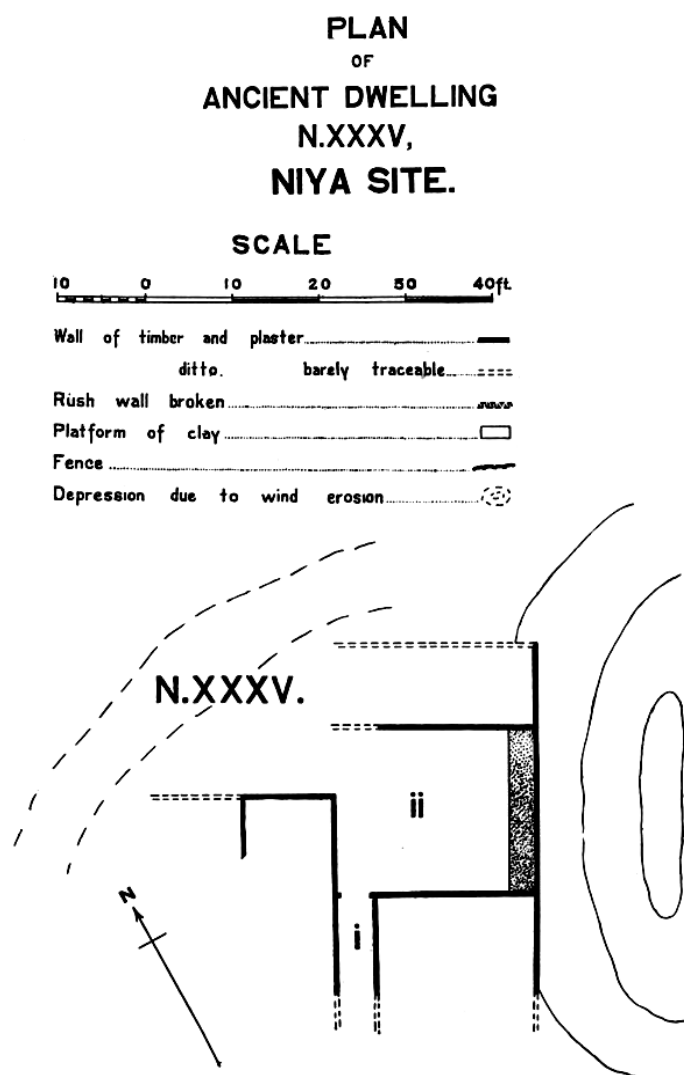 PLAN
OF
ANCIENT DWELLING
N.XXXV,
NIYA SITE.
SCALE
10 0 10 20 30 40ft.
Wall of timber and plaster
ditto. barely traceable
Rush wall broken
Platform of clay
Fence
Depression due to wind erosion
N.XXXV.
ii
N
i